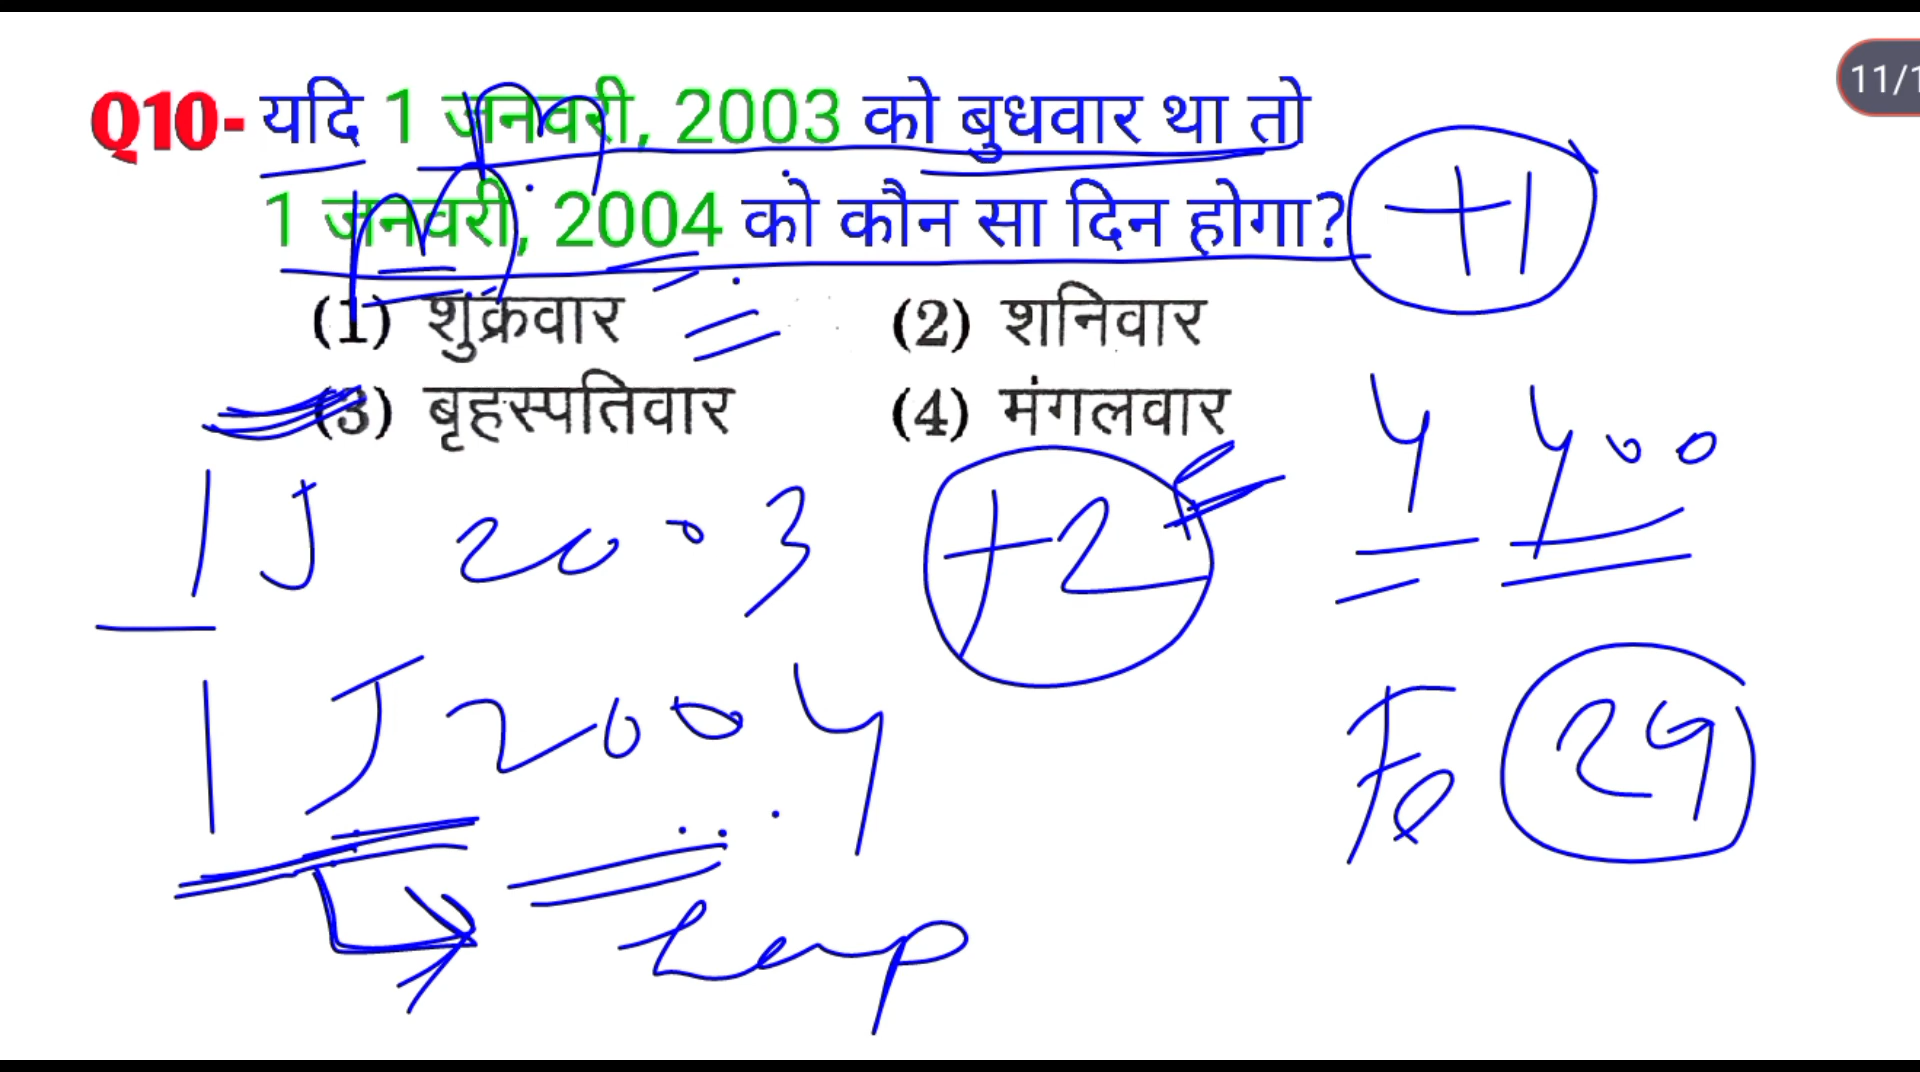 11/1
Q10- यदि 1 जनवरी, 2003 को बुधवार था तो
1 जनवरी, 2004 को कौन सा दिन होगा? +1
(1) शुक्रवार (2) शनिवार
(3) बृहस्पतिवार (4) मंगलवार
4 400
1 J 2003 +2
1 J 2004 Fe 29
Leap